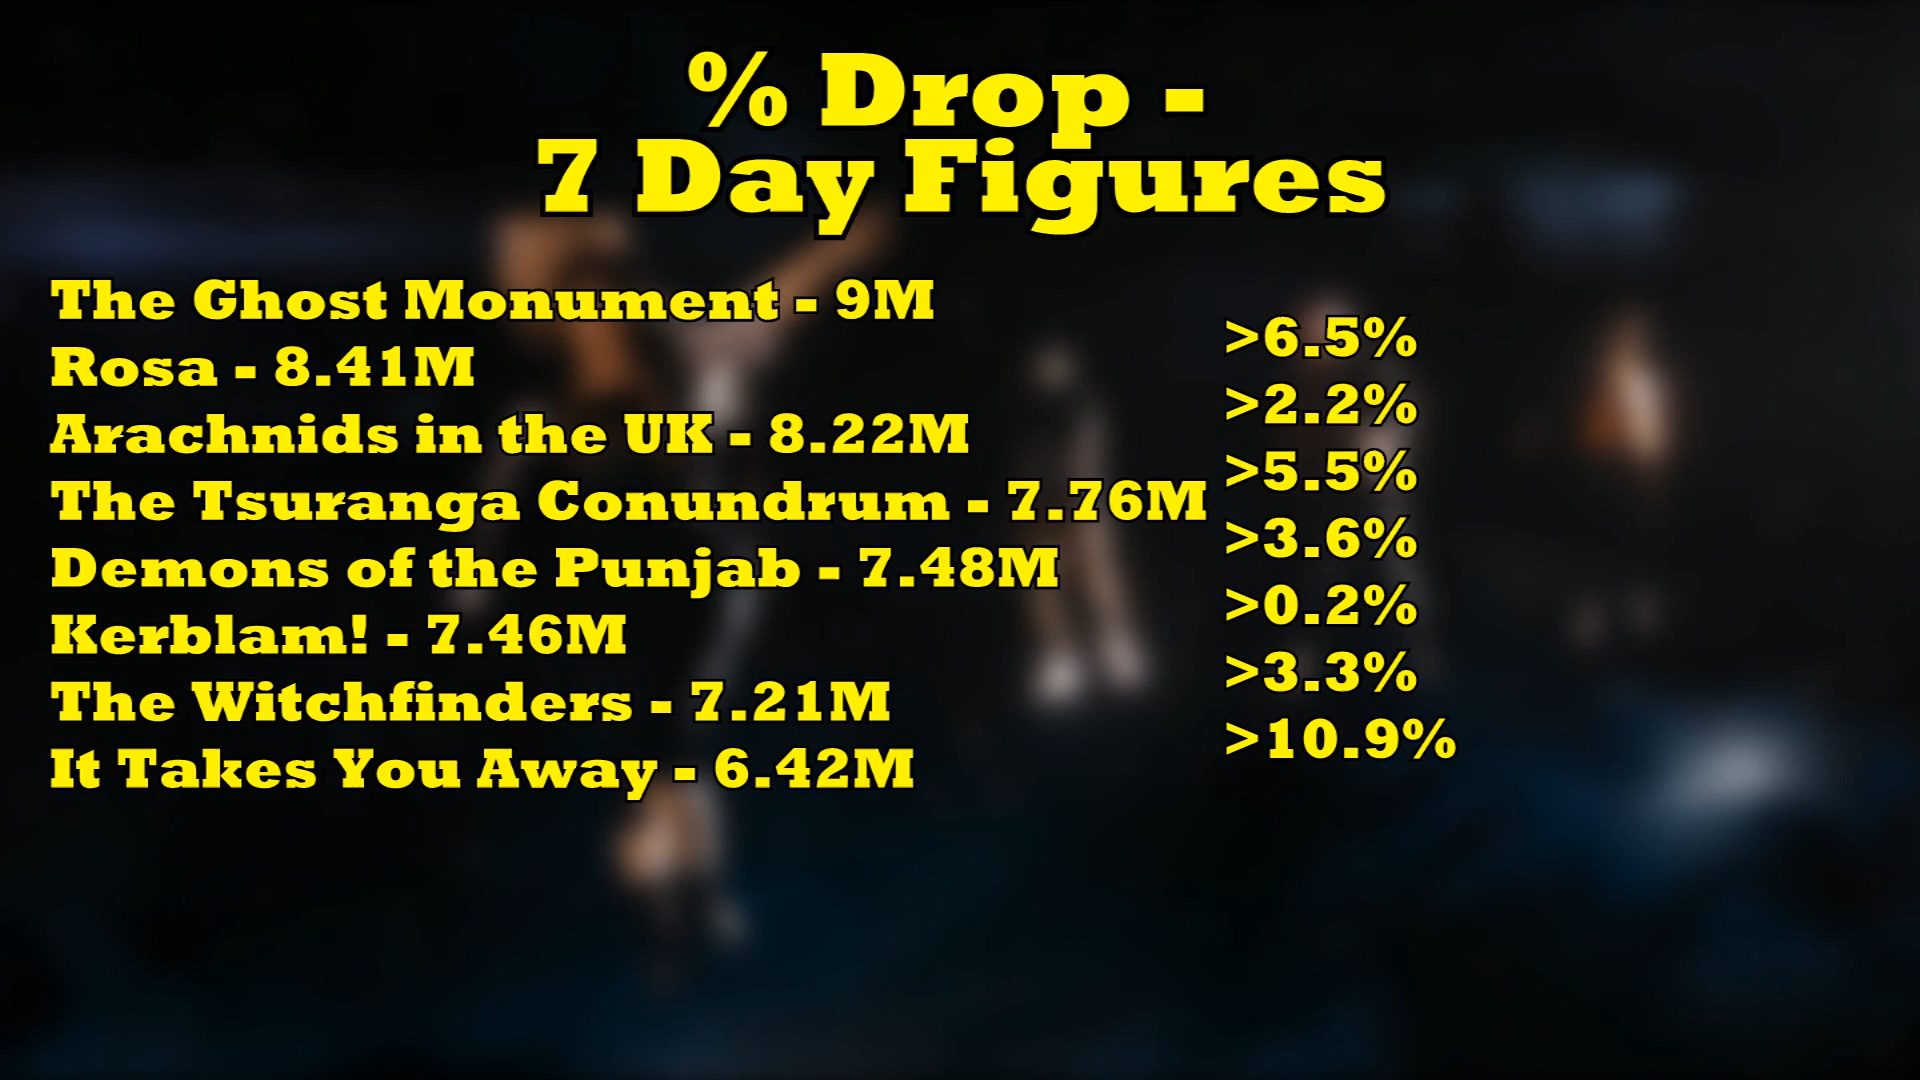 % Drop -
7 Day Figures
The Ghost Monument - 9M
>6.5%
Rosa - 8.41M
>2.2%
Arachnids in the UK - 8.22M
>5.5%
The Tsuranga Conundrum - 7.76M
>3.6%
Demons of the Punjab - 7.48M
>0.2%
Kerblam! - 7.46M
>3.3%
The Witchfinders - 7.21M
>10.9%
It Takes You Away - 6.42M